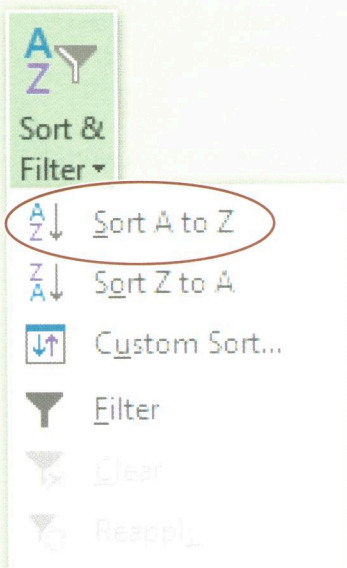 Sort &
Filter
Sort A to Z
Sort Z to A
Custom Sort...
Filter
Clear
Reapply